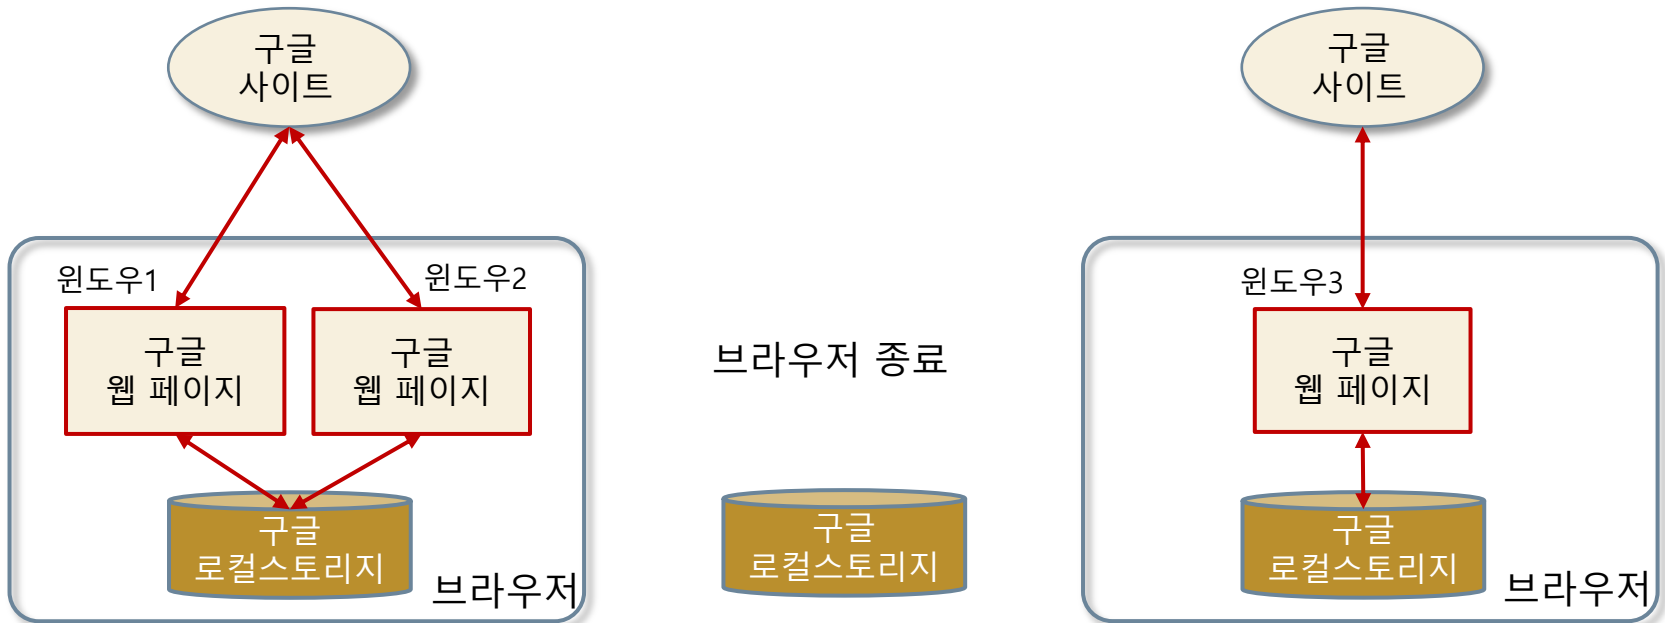 구글
사이트
윈도우1
윈도우2
구글
웹 페이지
구글
웹 페이지
구글
로컬스토리지
브라우저
브라우저 종료
구글
로컬스토리지
구글
사이트
윈도우3
구글
웹 페이지
구글
로컬스토리지
브라우저